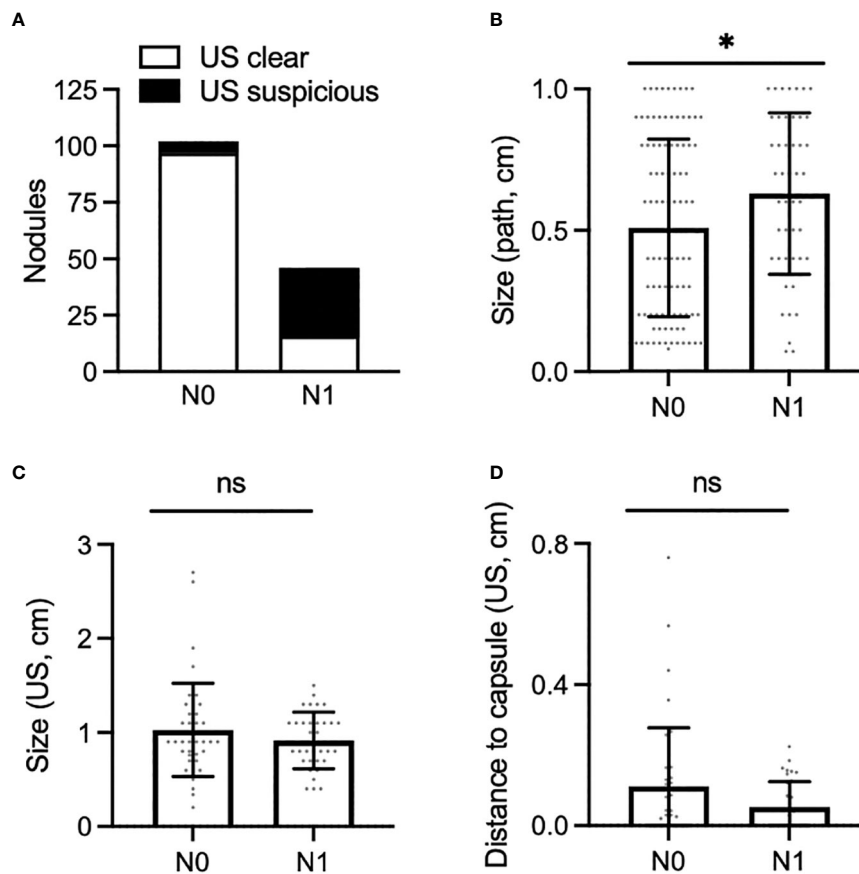 A
US clear
US suspicious
Nodules
125
100
75
50
25
0
N0 N1
B
*
Size (path, cm)
1.0
0.5
0.0
N0 N1
C
ns
Size (US, cm)
3
2
1
0
N0 N1
D
ns
Distance to capsule (US, cm)
0.8
0.4
0.0
N0 N1